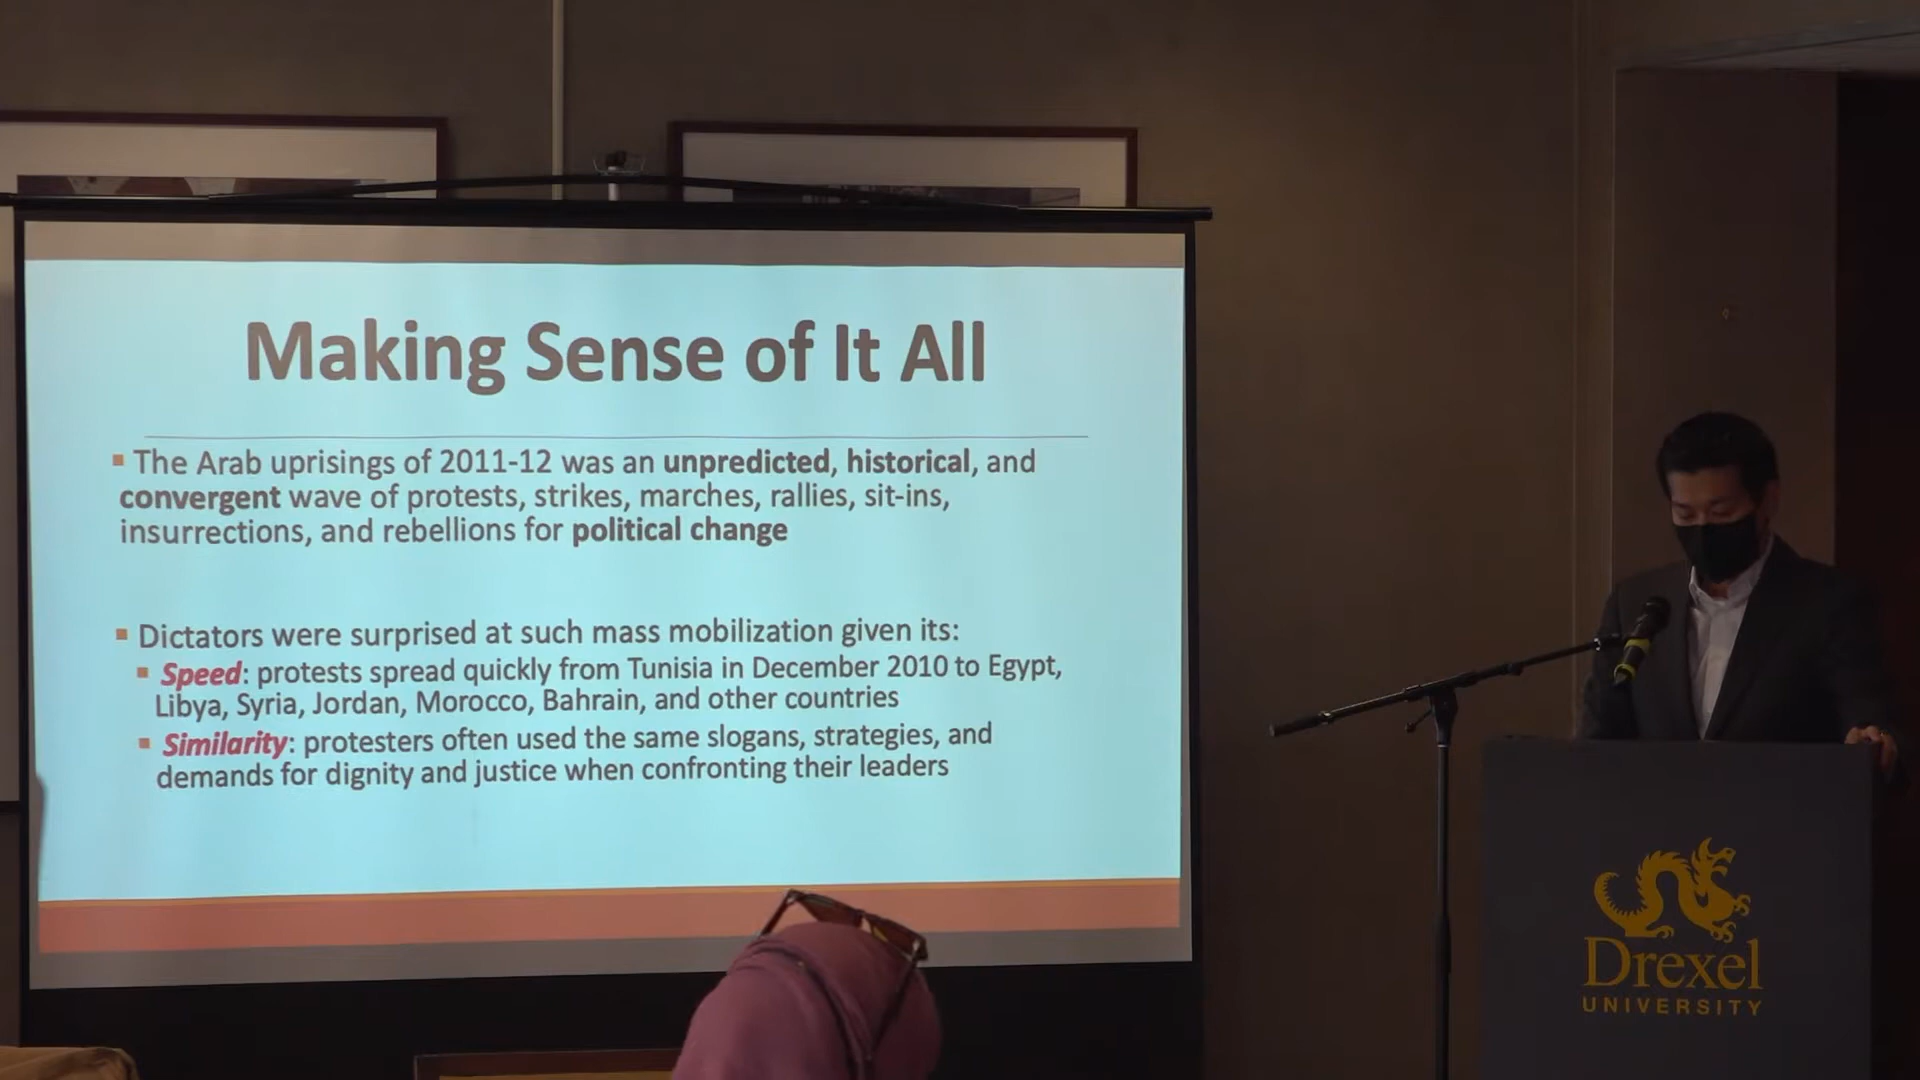 Making Sense of It All
▪ The Arab uprisings of 2011-12 was an unpredicted, historical, and
convergent wave of protests, strikes, marches, rallies, sit-ins,
insurrections, and rebellions for political change
▪ Dictators were surprised at such mass mobilization given its:
▪ Speed: protests spread quickly from Tunisia in December 2010 to Egypt,
Libya, Syria, Jordan, Morocco, Bahrain, and other countries
▪ Similarity: protesters often used the same slogans, strategies, and
demands for dignity and justice when confronting their leaders
Drexel
UNIVERSITY